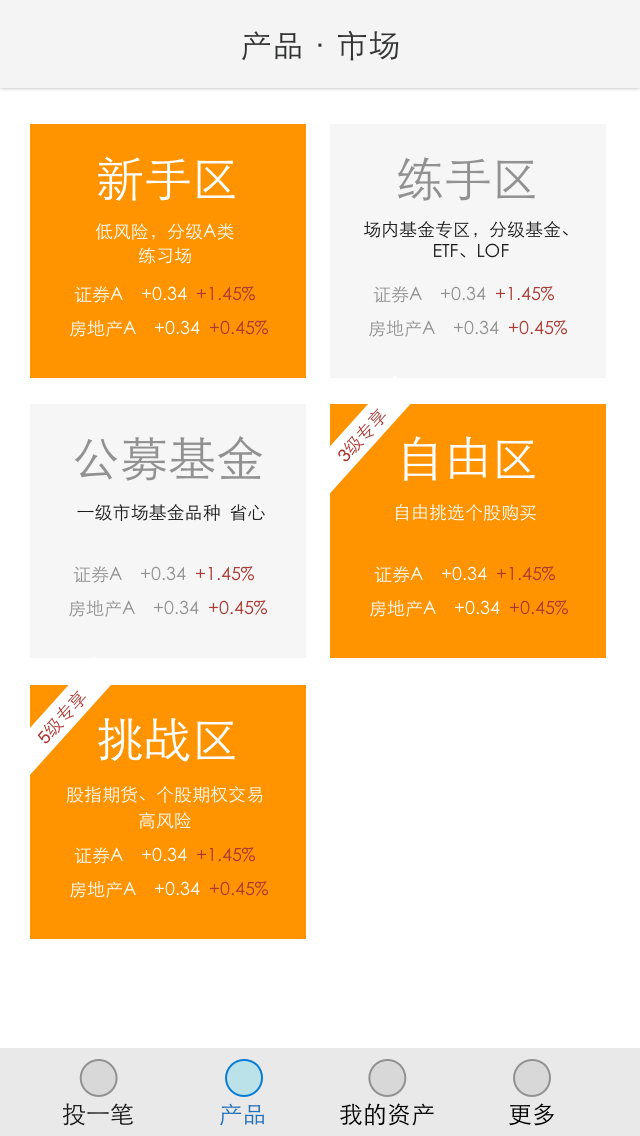 产品 · 市场
新手区
低风险，分级A类
练习场
证券A +0.34 +1.45%
房地产A +0.34 +0.45%
练手区
场内基金专区，分级基金、
ETF、LOF
证券A +0.34 +1.45%
房地产A +0.34 +0.45%
公募基金
一级市场基金品种 省心
证券A +0.34 +1.45%
房地产A +0.34 +0.45%
3级专享
自由区
自由挑选个股购买
证券A +0.34 +1.45%
房地产A +0.34 +0.45%
5级专享
挑战区
股指期货、个股期权交易
高风险
证券A +0.34 +1.45%
房地产A +0.34 +0.45%
投一笔
产品
我的资产
更多